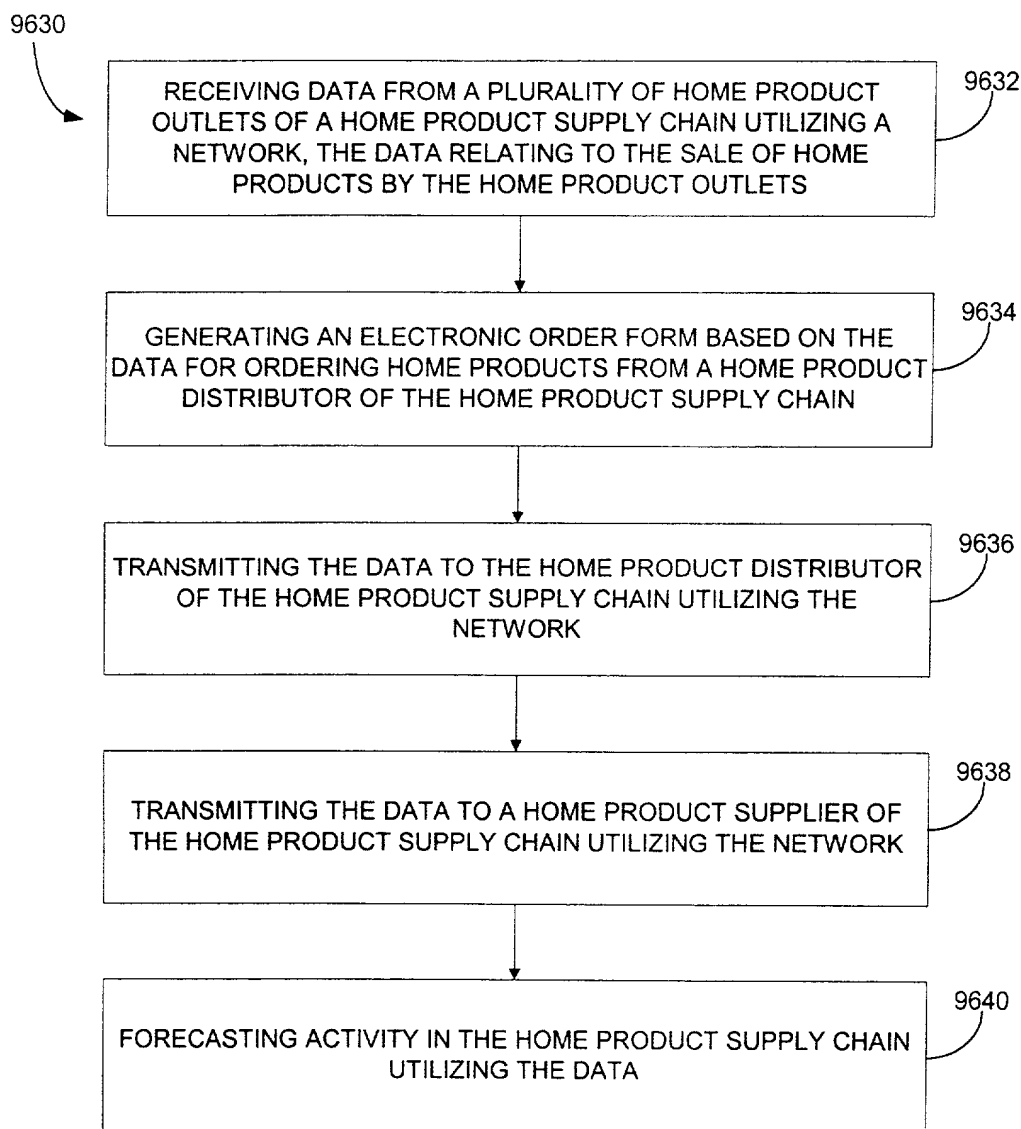 9630
9632
RECEIVING DATA FROM A PLURALITY OF HOME PRODUCT
OUTLETS OF A HOME PRODUCT SUPPLY CHAIN UTILIZING A
NETWORK, THE DATA RELATING TO THE SALE OF HOME
PRODUCTS BY THE HOME PRODUCT OUTLETS
9634
GENERATING AN ELECTRONIC ORDER FORM BASED ON THE
DATA FOR ORDERING HOME PRODUCTS FROM A HOME PRODUCT
DISTRIBUTOR OF THE HOME PRODUCT SUPPLY CHAIN
9636
TRANSMITTING THE DATA TO THE HOME PRODUCT DISTRIBUTOR
OF THE HOME PRODUCT SUPPLY CHAIN UTILIZING THE
NETWORK
9638
TRANSMITTING THE DATA TO A HOME PRODUCT SUPPLIER OF
THE HOME PRODUCT SUPPLY CHAIN UTILIZING THE NETWORK
9640
FORECASTING ACTIVITY IN THE HOME PRODUCT SUPPLY CHAIN
UTILIZING THE DATA